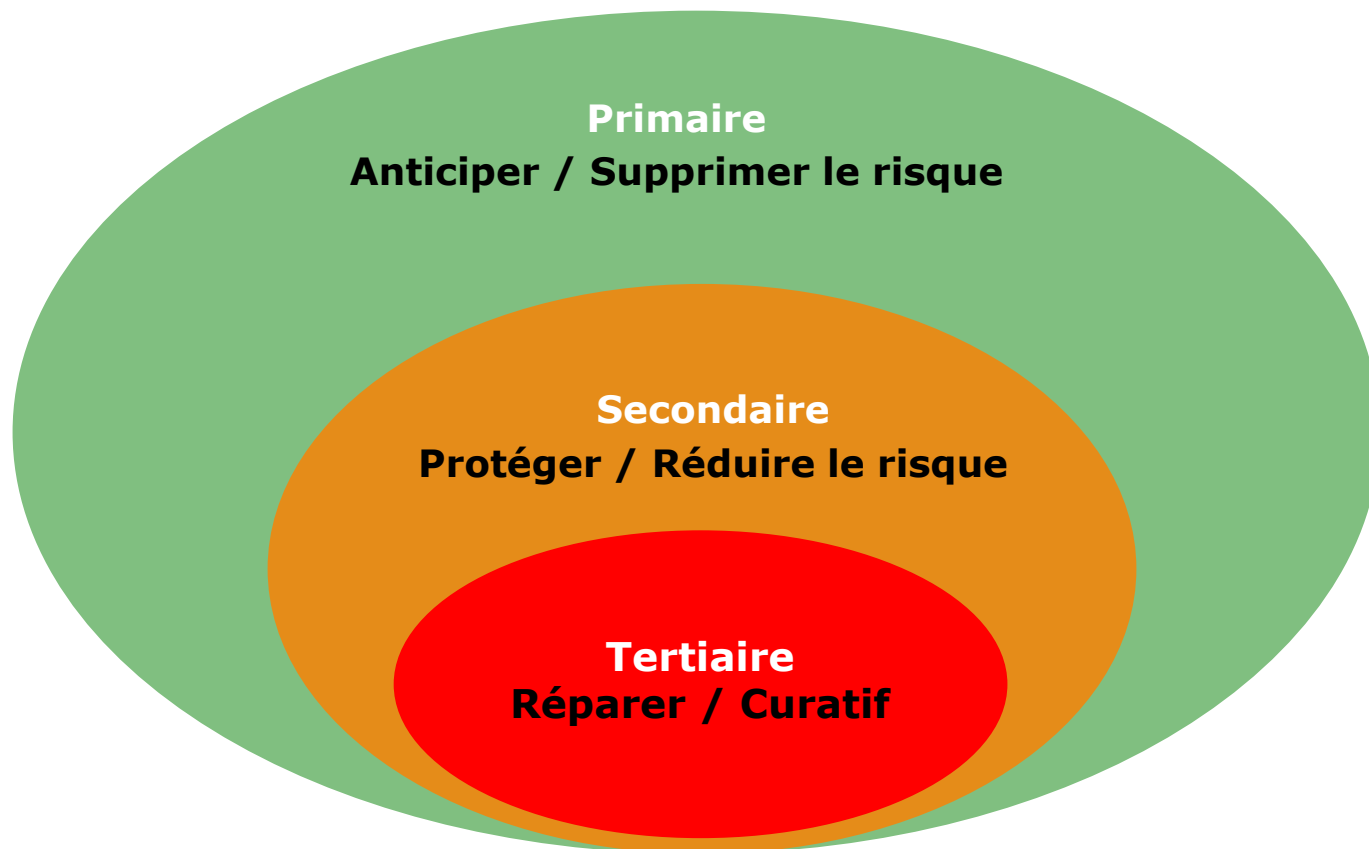 Primaire
Anticiper / Supprimer le risque
Secondaire
Protéger / Réduire le risque
Tertiaire
Réparer / Curatif